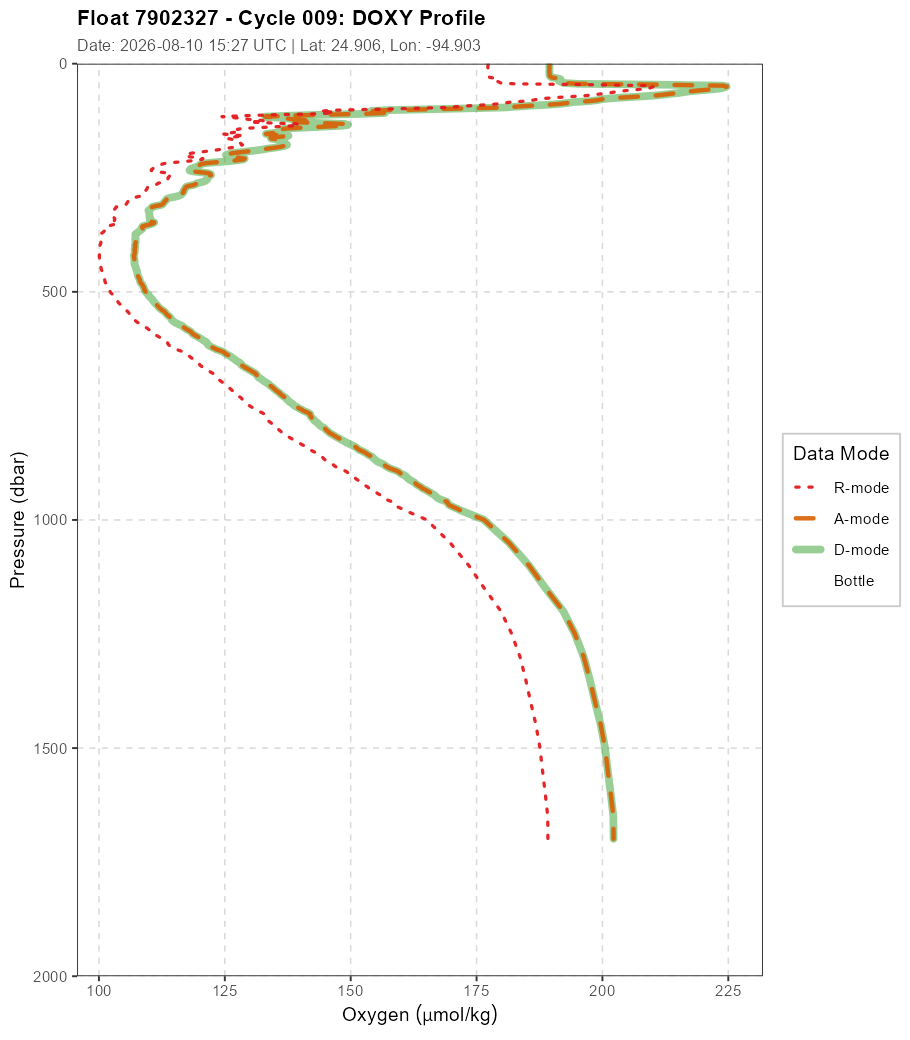 Float 7902327 - Cycle 009: DOXY Profile
Date: 2026-08-10 15:27 UTC | Lat: 24.906, Lon: -94.903
0
500
1000
1500
2000
Pressure (dbar)
100 125 150 175 200 225
Oxygen (μmol/kg)
Data Mode
R-mode
A-mode
D-mode
Bottle